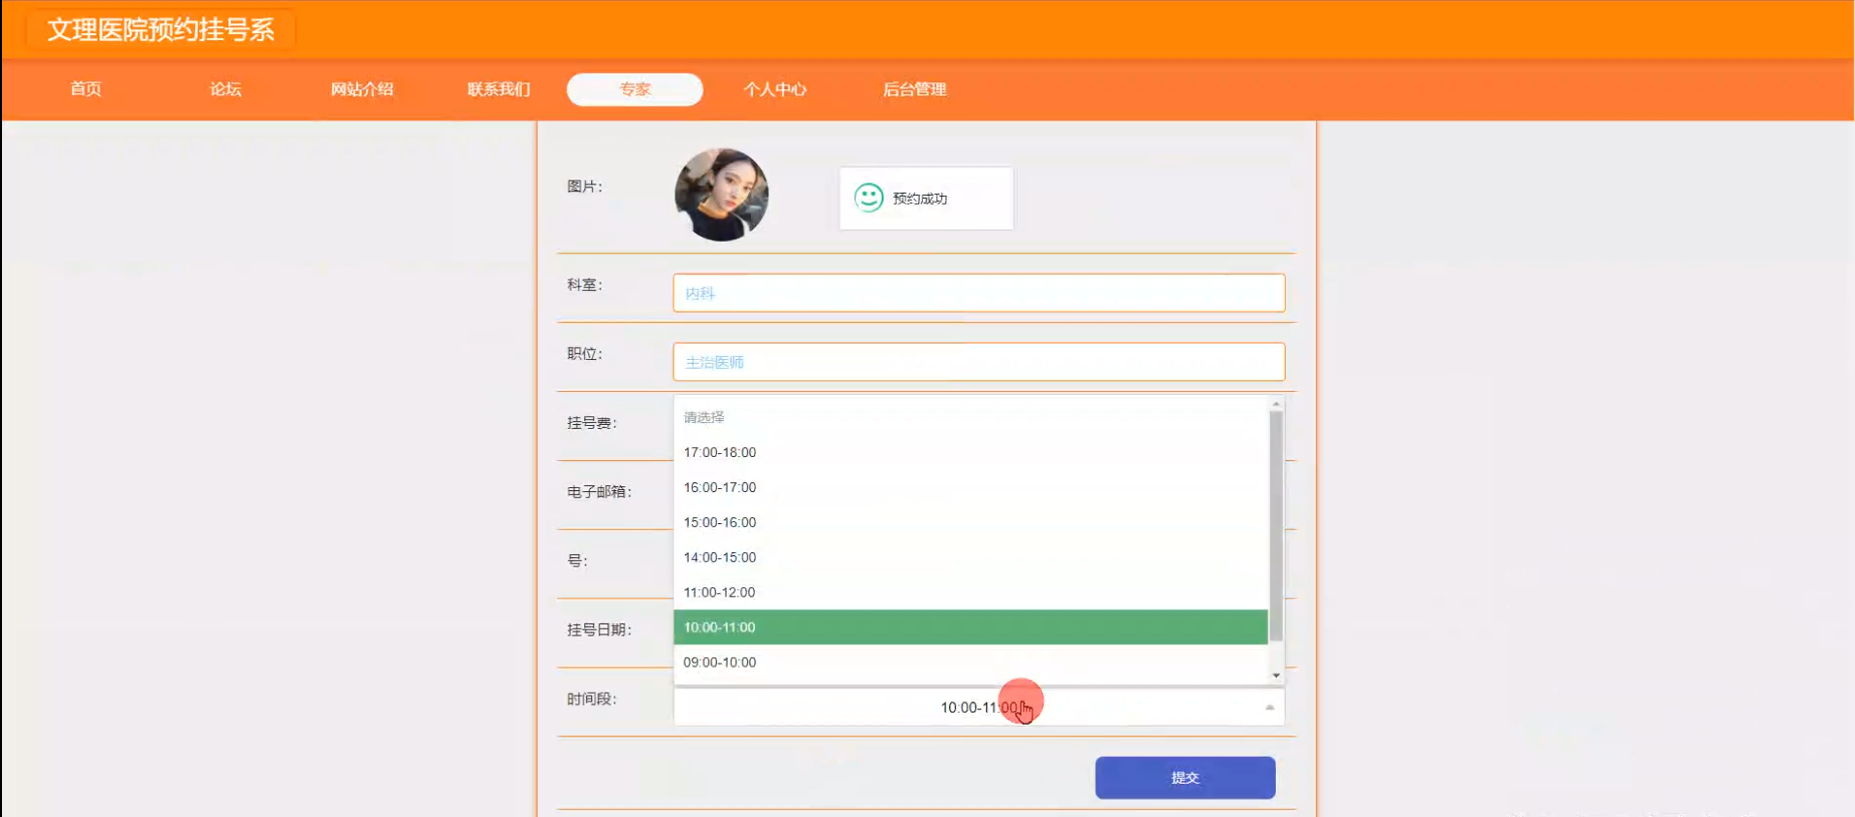 文理医院预约挂号系
首页 论坛 网站介绍 联系我们 专家 个人中心 后台管理
图片：
预约成功
科室：
内科
职位：
主治医师
挂号费：
请选择
17:00-18:00
电子邮箱：
16:00-17:00
15:00-16:00
号：
14:00-15:00
11:00-12:00
挂号日期：
10:00-11:00
09:00-10:00
时间段：
10:00-11:00
提交